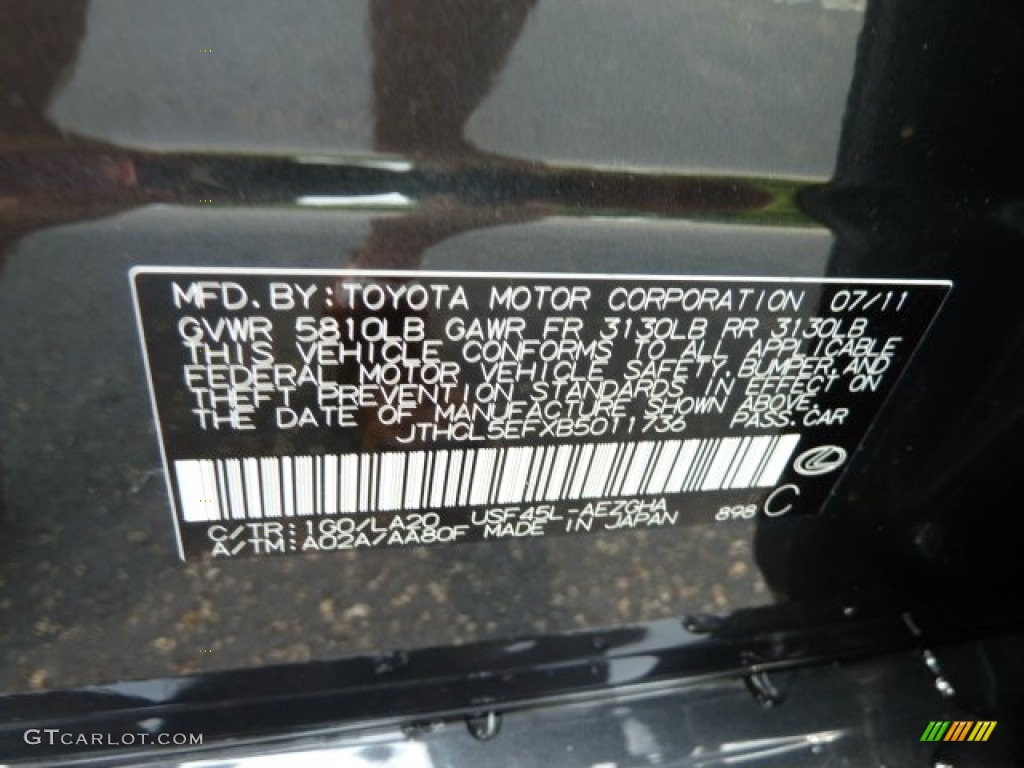 MFD. BY: TOYOTA MOTOR CORPORATION 07/11
GVWR 5810LB GAWR FR 3130LB RR 3130LB
THIS VEHICLE CONFORMS TO ALL APPLICABLE
FEDERAL MOTOR VEHICLE SAFETY, BUMPER, AND
THEFT PREVENTION STANDARDS IN EFFECT ON
THE DATE OF MANUFACTURE SHOWN ABOVE.
JTHCL5EFXB5011736 PASS. CAR
C/TR: 1G0/LA20 USF45L-AEZGHA 898 C
A/TM: A02A/AA80F MADE IN JAPAN
GTCARLOT.COM